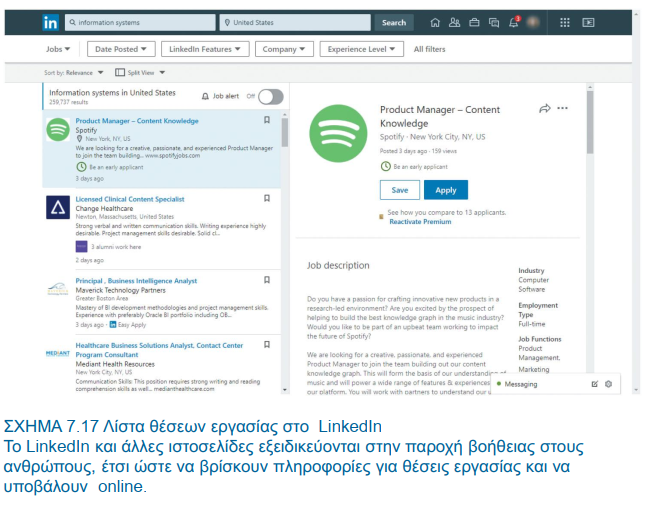 in
information systems
United States
Search
Jobs
Date Posted
LinkedIn Features
Company
Experience Level
All filters
Sort by: Relevance
Split View
Information systems in United States
259,737 results
Job alert Off
Product Manager – Content Knowledge
Spotify
New York, NY, US
We are looking for a creative, passionate, and experienced Product Manager
to join the team building... www.spotifyjobs.com
Be an early applicant
3 days ago
Licensed Clinical Content Specialist
Change Healthcare
Newton, Massachusetts, United States
Strong verbal and written communication skills. Writing experience highly
desirable. Project management skills desirable. Solid cl...
3 alumni work here
2 days ago
Principal , Business Intelligence Analyst
Maverick Technology Partners
Greater Boston Area
Mastery of BI development methodologies and project management skills.
Experience with preferably Oracle BI portfolio including OB...
3 days ago · in Easy Apply
MEDIANT
Healthcare Business Solutions Analyst, Contact Center
Program Consultant
Mediant Health Resources
New York City, NY, US
Communication Skills: This position requires strong writing and reading
comprehension skills as well... medianthealthcare.com
Product Manager – Content
Knowledge
Spotify · New York City, NY, US
Posted 3 days ago · 159 views
Be an early applicant
Save
Apply
See how you compare to 13 applicants.
Reactivate Premium
Job description
Do you have a passion for crafting innovative new products in a
research-led environment? Are you excited by the prospect of
helping to build the best knowledge graph in the music industry?
Would you like to be part of an upbeat team working to impact
the future of Spotify?
We are looking for a creative, passionate, and experienced
Product Manager to join the team building out our content
knowledge graph. This will form the basis of our understanding of
music and will power a wide range of features & experiences
our platform. You will work with partners to understand our
Industry
Computer
Software
Employment
Type
Full-time
Job Functions
Product
Management,
Marketing
Messaging
ΣΧΗΜΑ 7.17 Λίστα θέσεων εργασίας στο LinkedIn
Το LinkedIn και άλλες ιστοσελίδες εξειδικεύονται στην παροχή βοήθειας στους
ανθρώπους, έτσι ώστε να βρίσκουν πληροφορίες για θέσεις εργασίας και να
υποβάλουν online.